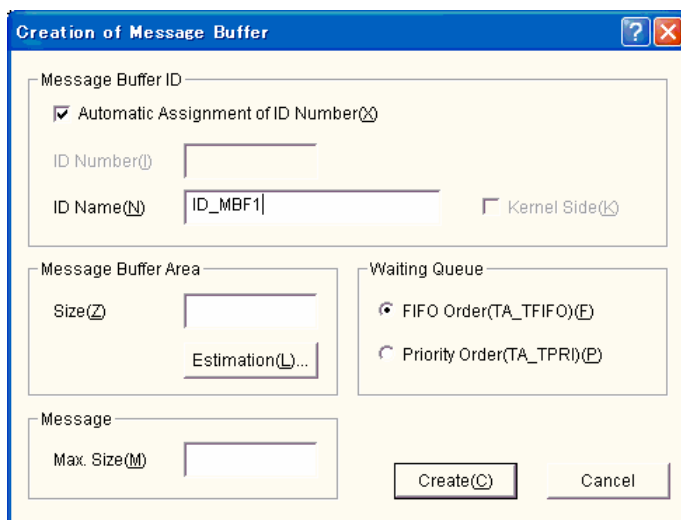 Creation of Message Buffer
Message Buffer ID
Automatic Assignment of ID Number(X)
ID Number(I)
ID Name(N) ID_MBF1 Kernel Side(K)
Message Buffer Area
Size(Z)
Estimation(L)...
Waiting Queue
FIFO Order(TA_TFIFO)(F)
Priority Order(TA_TPRI)(P)
Message
Max. Size(M)
Create(C) Cancel